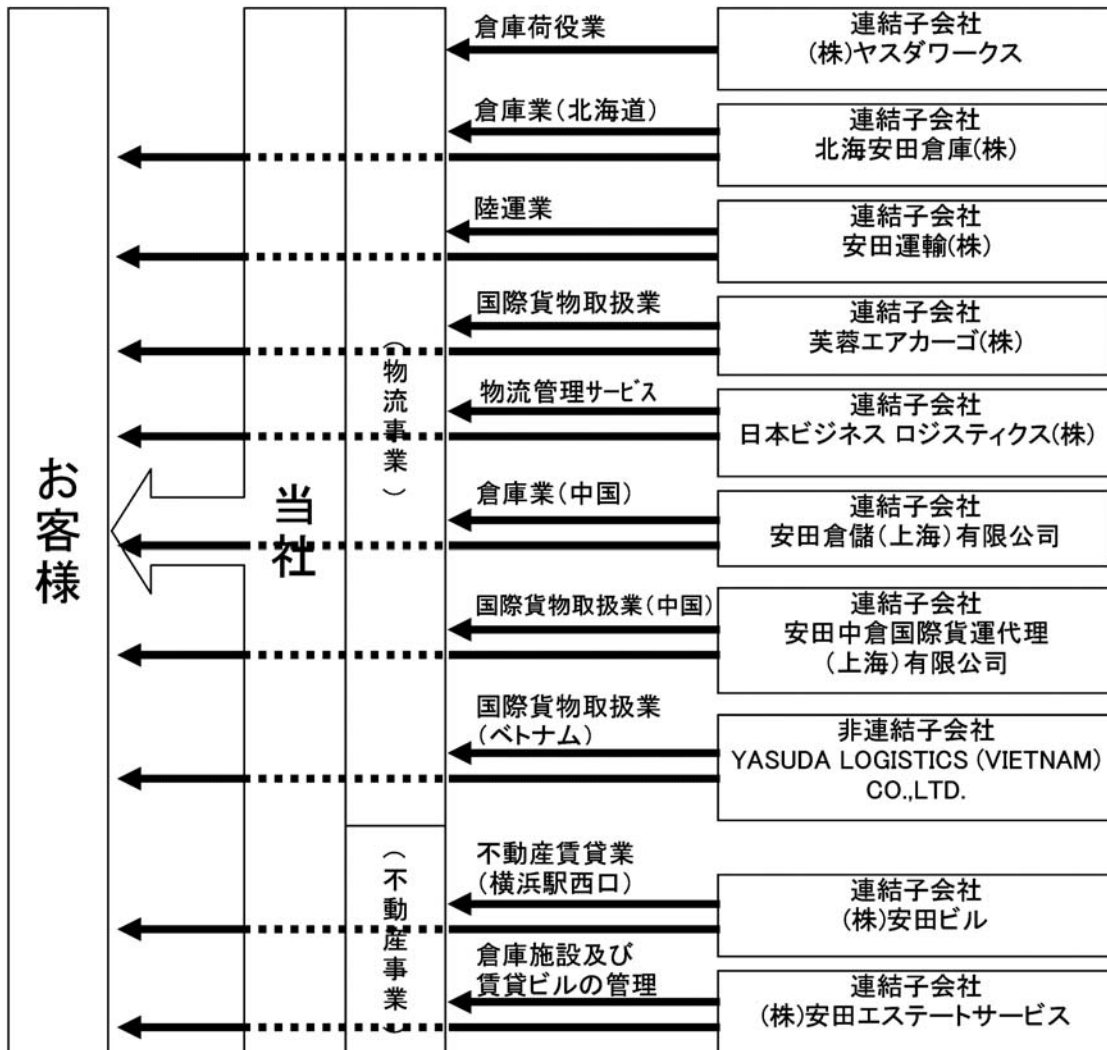 お客様
当社
（物流事業）
（不動産事業）
倉庫荷役業
連結子会社
(株)ヤスダワークス
倉庫業（北海道）
連結子会社
北海安田倉庫(株)
陸運業
連結子会社
安田運輸(株)
国際貨物取扱業
連結子会社
芙蓉エアカーゴ(株)
物流管理サービス
連結子会社
日本ビジネス ロジスティクス(株)
倉庫業（中国）
連結子会社
安田倉儲（上海）有限公司
国際貨物取扱業（中国）
連結子会社
安田中倉国際貨運代理
（上海）有限公司
国際貨物取扱業
（ベトナム）
非連結子会社
YASUDA LOGISTICS (VIETNAM)
CO.,LTD.
不動産賃貸業
（横浜駅西口）
連結子会社
(株)安田ビル
倉庫施設及び
賃貸ビルの管理
連結子会社
(株)安田エステートサービス